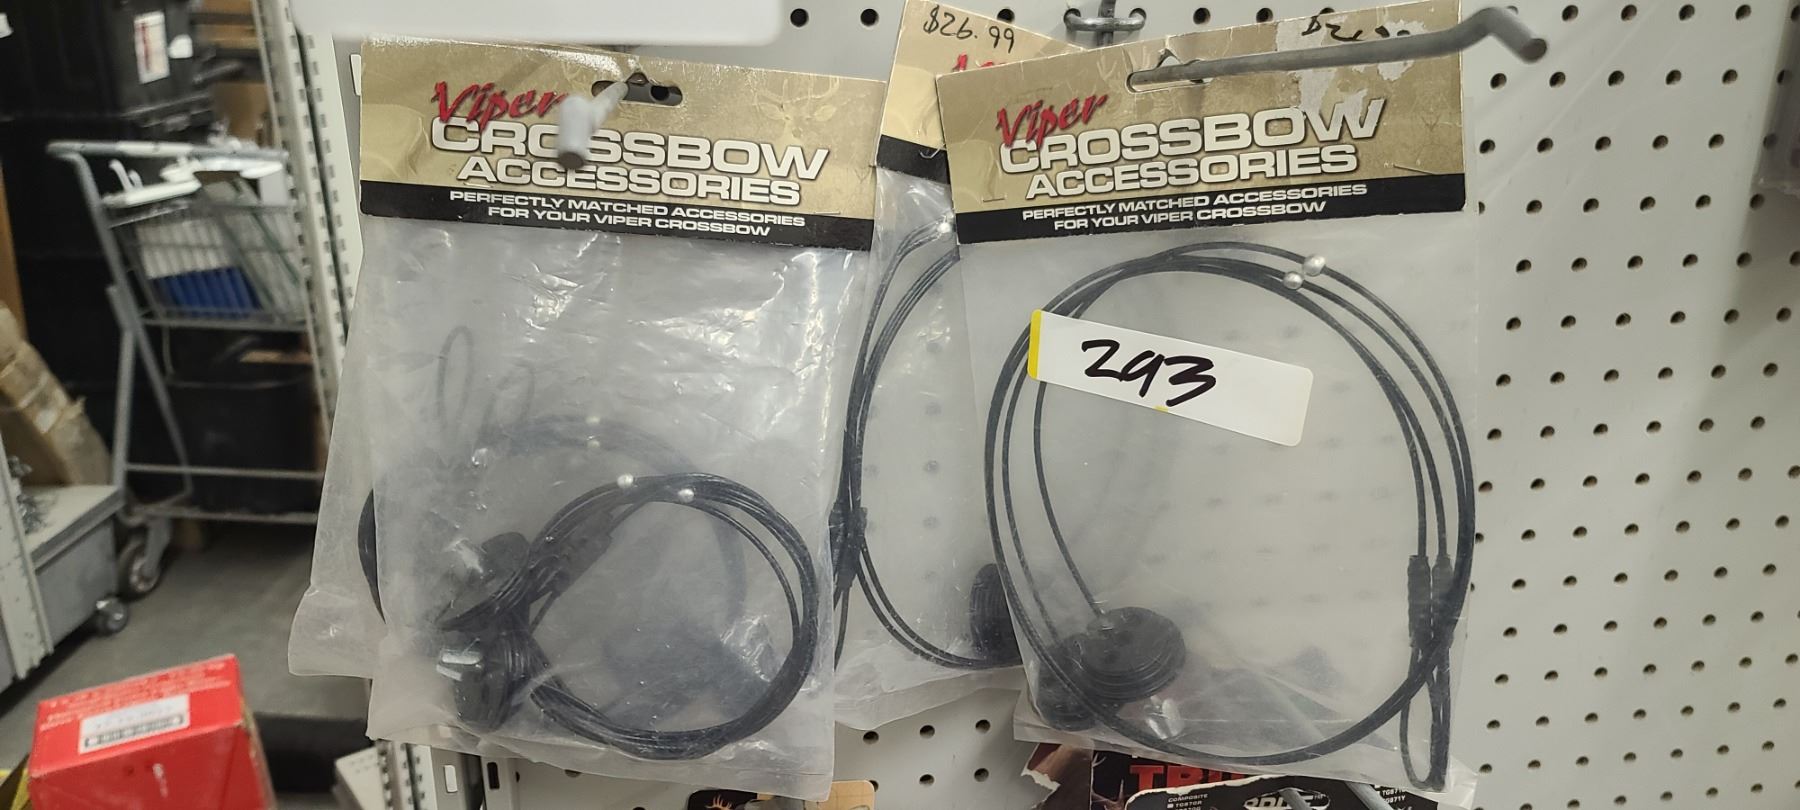 $26.99
Viper
CROSSBOW
ACCESSORIES
PERFECTLY MATCHED ACCESSORIES
FOR YOUR VIPER CROSSBOW
Viper
CROSSBOW
ACCESSORIES
PERFECTLY MATCHED ACCESSORIES
FOR YOUR VIPER CROSSBOW
293
COMPOSITE